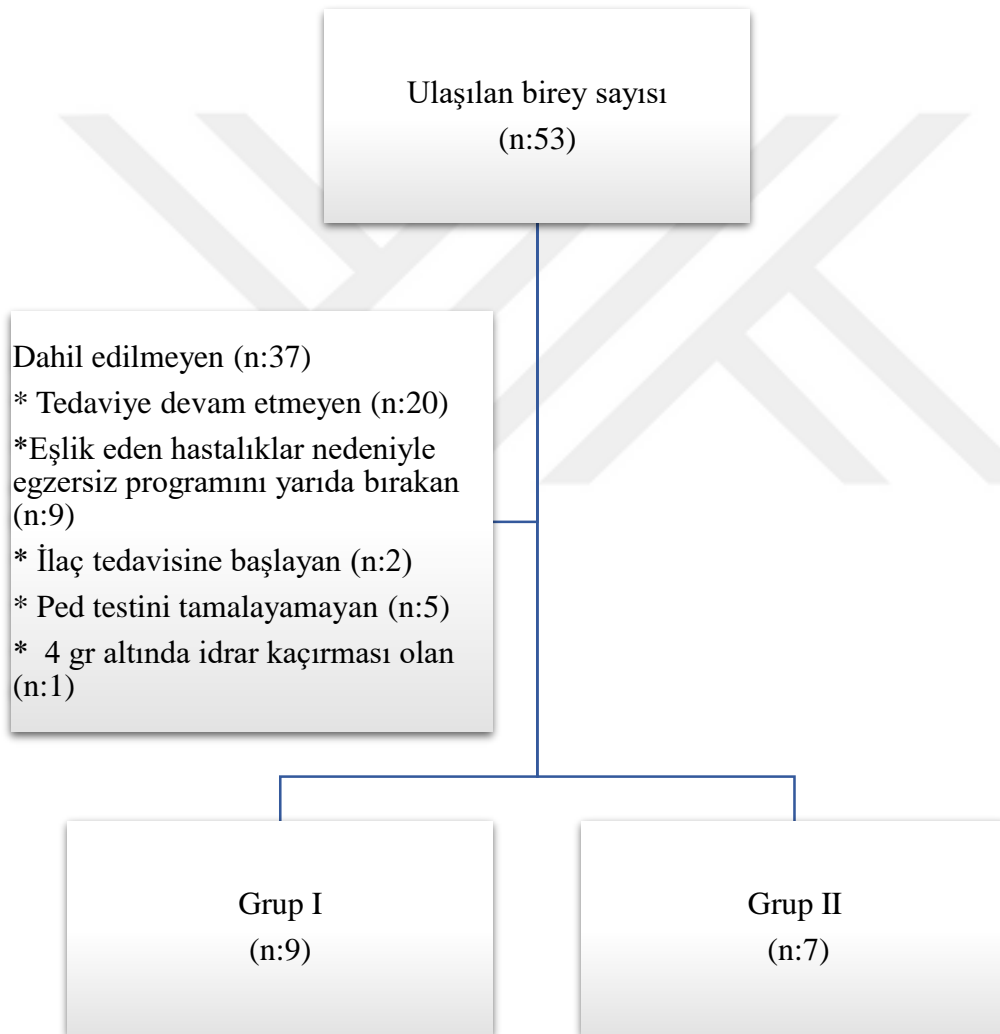 Ulaşılan birey sayısı
(n:53)
Dahil edilmeyen (n:37)
* Tedaviye devam etmeyen (n:20)
*Eşlik eden hastalıklar nedeniyle
egzersiz programını yarıda bırakan
(n:9)
* İlaç tedavisine başlayan (n:2)
* Ped testini tamalayamayan (n:5)
* 4 gr altında idrar kaçırması olan
(n:1)
Grup I
(n:9)
Grup II
(n:7)